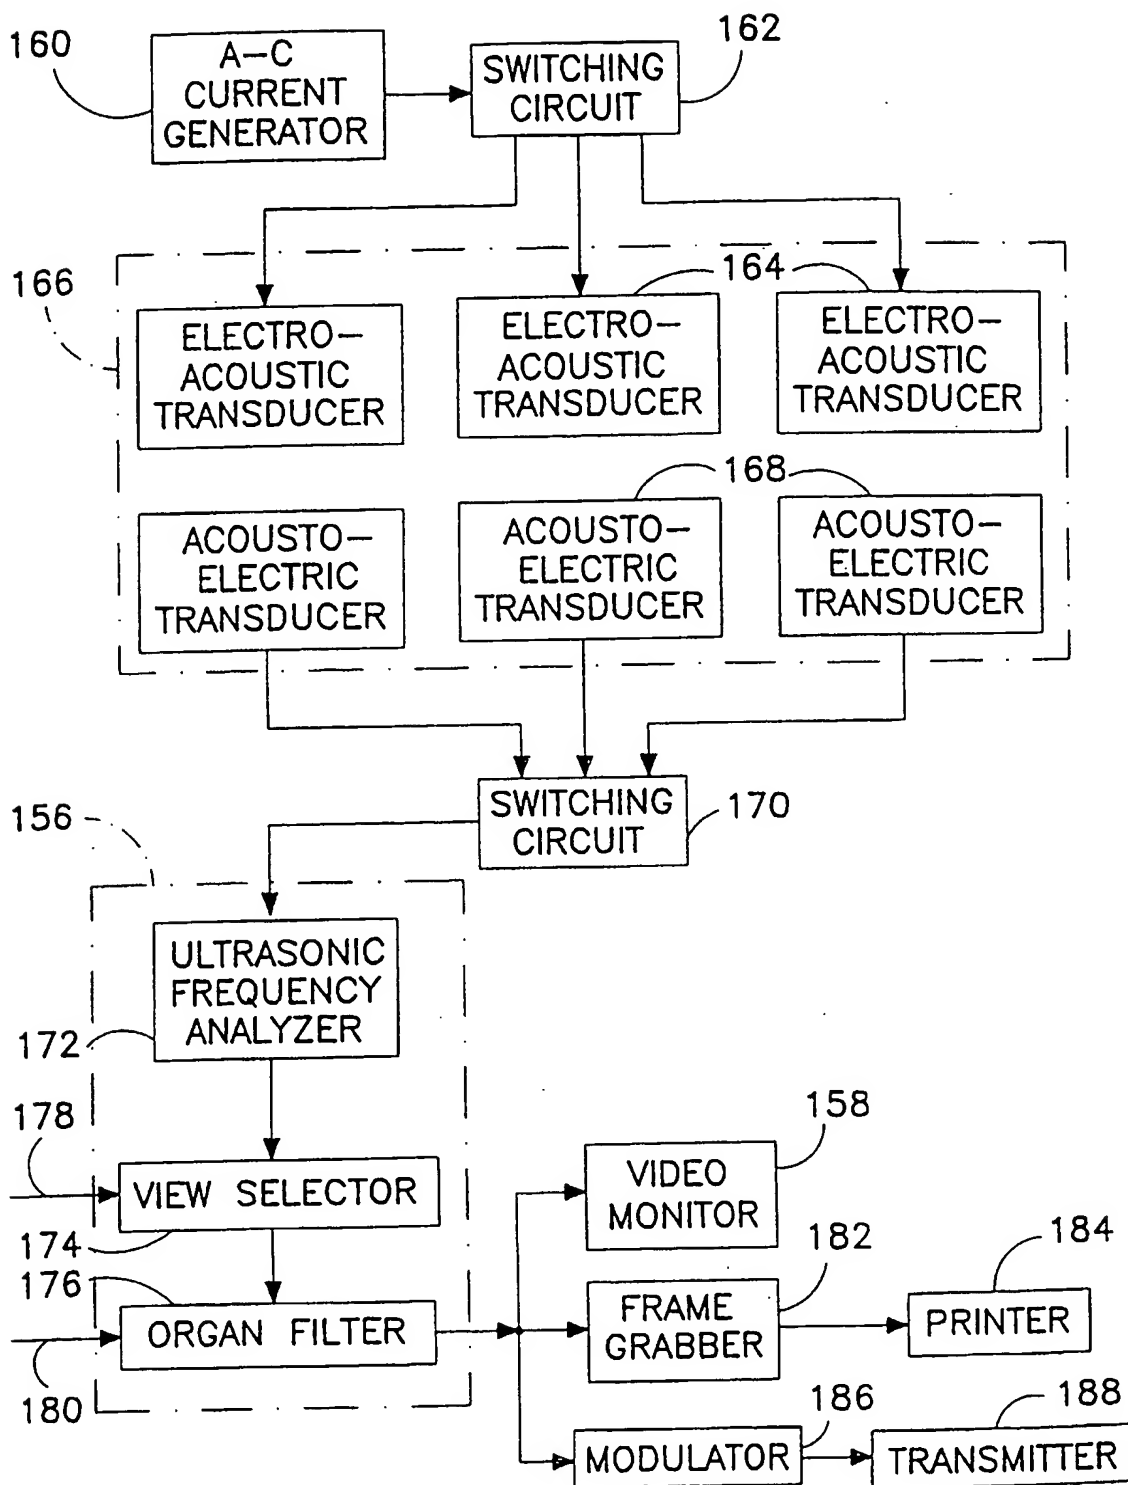 160
A-C
CURRENT
GENERATOR
SWITCHING
CIRCUIT
162
166
164
ELECTRO-
ACOUSTIC
TRANSDUCER
ELECTRO-
ACOUSTIC
TRANSDUCER
ELECTRO-
ACOUSTIC
TRANSDUCER
168
ACOUSTO-
ELECTRIC
TRANSDUCER
ACOUSTO-
ELECTRIC
TRANSDUCER
ACOUSTO-
ELECTRIC
TRANSDUCER
156
SWITCHING
CIRCUIT
170
ULTRASONIC
FREQUENCY
ANALYZER
172
178
VIEW SELECTOR
174
176
ORGAN FILTER
180
158
VIDEO
MONITOR
182
FRAME
GRABBER
184
PRINTER
186
MODULATOR
188
TRANSMITTER